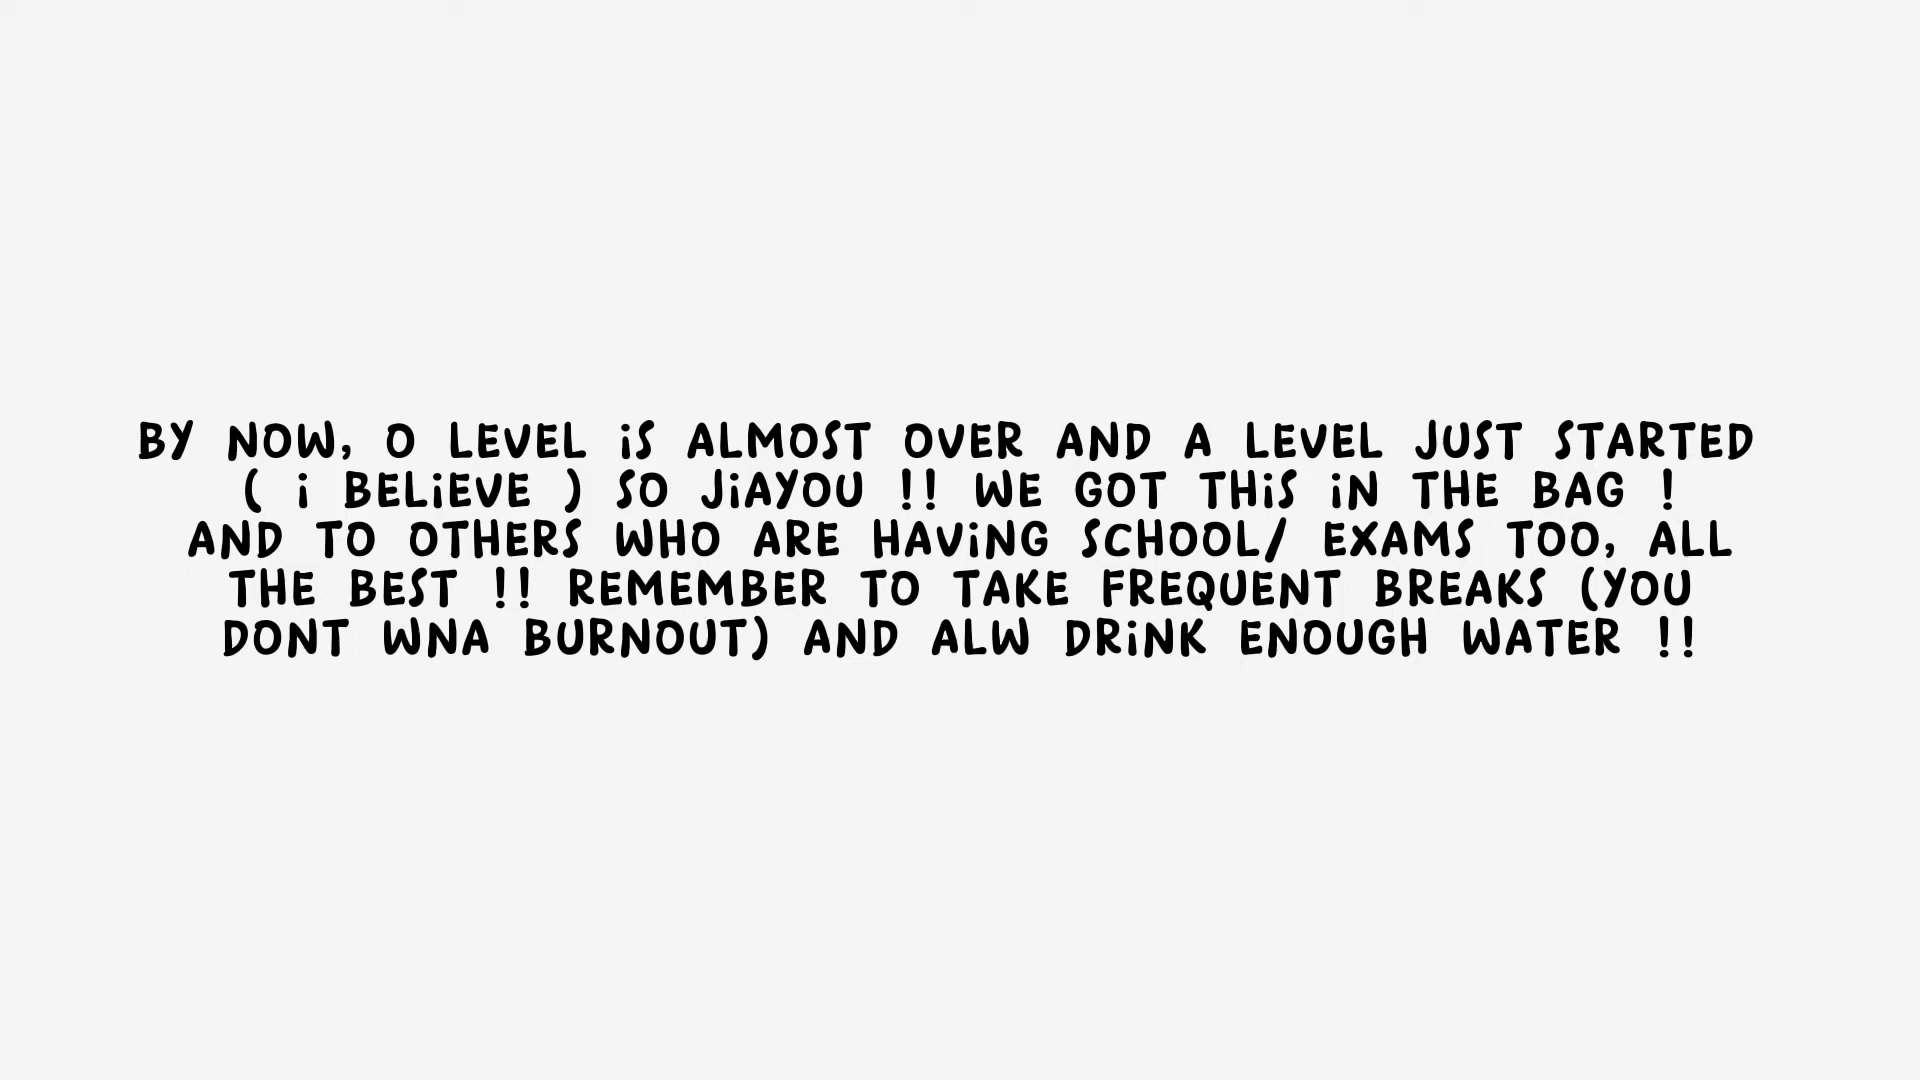 BY NOW, O LEVEL iS ALMOST OVER AND A LEVEL JUST STARTED
( i BELiEVE ) SO JiAYOU !! WE GOT THiS iN THE BAG !
AND TO OTHERS WHO ARE HAViNG SCHOOL/ EXAMS TOO, ALL
THE BEST !! REMEMBER TO TAKE FREQUENT BREAKS (YOU
DONT WNA BURNOUT) AND ALW DRiNK ENOUGH WATER !!